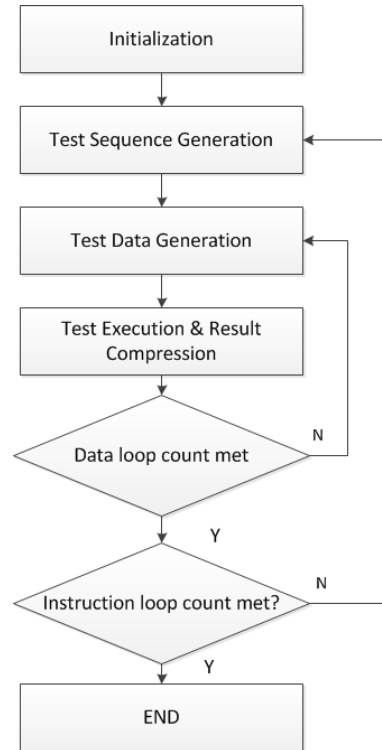 Initialization
Test Sequence Generation
Test Data Generation
Test Execution & Result
Compression
Data loop count met
N
Y
Instruction loop count met?
N
Y
END